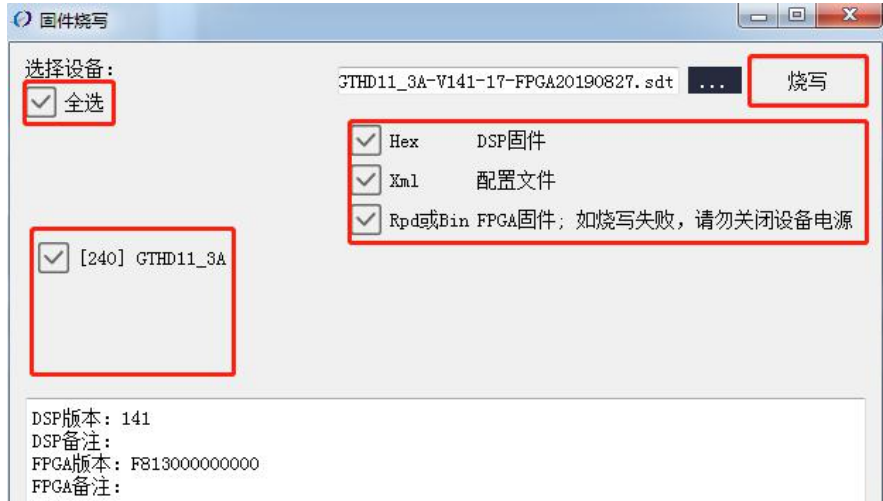 固件烧写
选择设备：
全选
GTHD11_3A-V141-17-FPGA20190827.sdt ... 烧写
Hex DSP固件
Xml 配置文件
Rpd或Bin FPGA固件；如烧写失败，请勿关闭设备电源
[240] GTHD11_3A
DSP版本：141
DSP备注：
FPGA版本：F813000000000
FPGA备注：